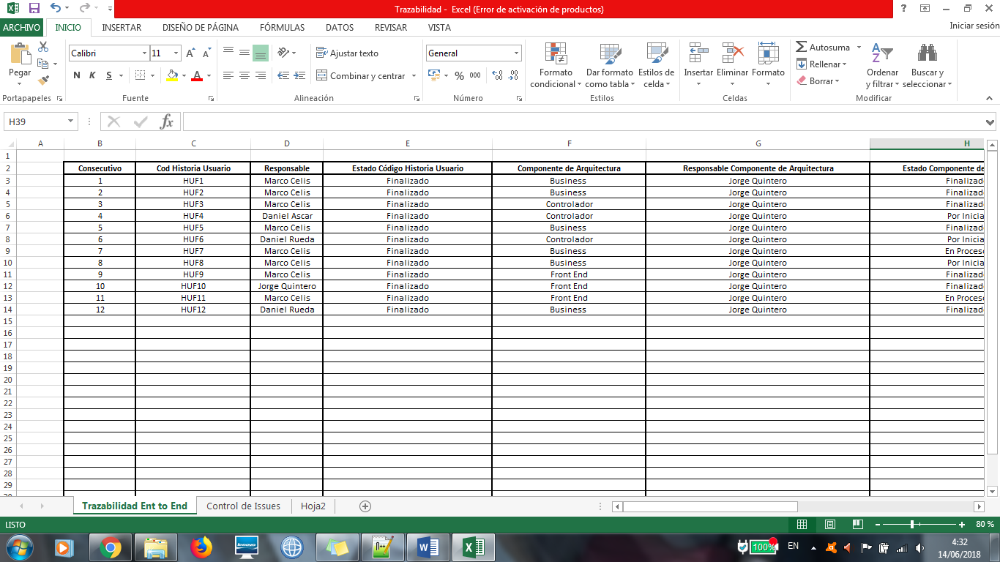 Trazabilidad - Excel (Error de activación de productos)
ARCHIVO INICIO INSERTAR DISEÑO DE PÁGINA FÓRMULAS DATOS REVISAR VISTA Iniciar sesión
Calibri 11 Ajustar texto General Autosuma
Pegar N K S Combinar y centrar % 000 Formato condicional Dar formato como tabla Estilos de celda Insertar Eliminar Formato Rellenar Borrar Ordenar y filtrar Buscar y seleccionar
Portapapeles Fuente Alineación Número Estilos Celdas Modificar
H39 fx
A B C D E F G H
1
2 Consecutivo Cod Historia Usuario Responsable Estado Código Historia Usuario Componente de Arquitectura Responsable Componente de Arquitectura Estado Componente de
3 1 HUF1 Marco Celis Finalizado Business Jorge Quintero Finalizad
4 2 HUF2 Marco Celis Finalizado Business Jorge Quintero Finalizad
5 3 HUF3 Marco Celis Finalizado Controlador Jorge Quintero Finalizad
6 4 HUF4 Daniel Ascar Finalizado Controlador Jorge Quintero Por Inicia
7 5 HUF5 Marco Celis Finalizado Business Jorge Quintero Finalizad
8 6 HUF6 Daniel Rueda Finalizado Controlador Jorge Quintero Por Inicia
9 7 HUF7 Marco Celis Finalizado Business Jorge Quintero En Proces
10 8 HUF8 Marco Celis Finalizado Business Jorge Quintero Por Inicia
11 9 HUF9 Marco Celis Finalizado Front End Jorge Quintero Finalizad
12 10 HUF10 Jorge Quintero Finalizado Front End Jorge Quintero Finalizad
13 11 HUF11 Marco Celis Finalizado Front End Jorge Quintero En Proces
14 12 HUF12 Daniel Rueda Finalizado Business Jorge Quintero Finalizad
15
16
17
18
19
20
21
22
23
24
25
26
27
28
29
Trazabilidad Ent to End Control de Issues Hoja2
LISTO 80 %
lenovo 100% EN 4:32
14/06/2018